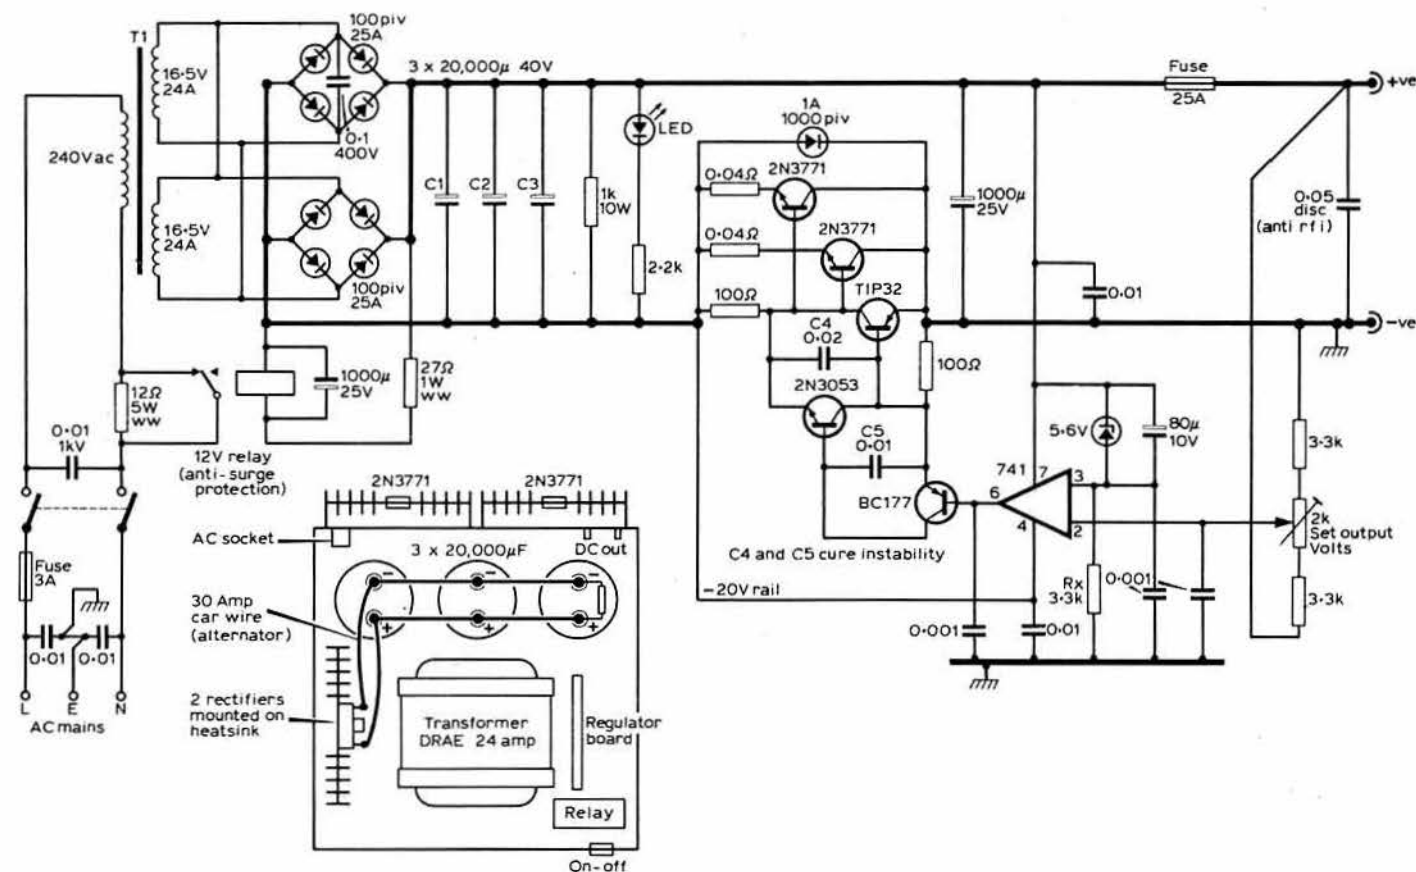 T1
100piv
25A
16·5V
24A
3 x 20,000μ 40V
0·1
400V
240Vac
16·5V
24A
100piv
25A
C1
C2
C3
1k
10W
LED
2·2k
1A
1000piv
2N3771
0·04Ω
2N3771
0·04Ω
TIP32
100Ω
C4
0·02
2N3053
C5
0·01
BC177
100Ω
1000μ
25V
Fuse
25A
+ve
0·05
disc
(anti rfi)
0·01
-ve
12Ω
5W
ww
1000μ
25V
27Ω
1W
ww
0·01
1kV
12V relay
(anti-surge
protection)
Fuse
3A
0·01
0·01
L
E
N
AC mains
5·6V
80μ
10V
741
7
6
4
3
2
3·3k
2k
Set output
Volts
3·3k
C4 and C5 cure instability
-20V rail
Rx
3·3k
0·001
0·001
0·01
2N3771
2N3771
AC socket
DC out
3 x 20,000μF
-
-
-
+
+
+
30 Amp
car wire
(alternator)
2 rectifiers
mounted on
heatsink
Transformer
DRAE 24 amp
Regulator
board
Relay
On-off